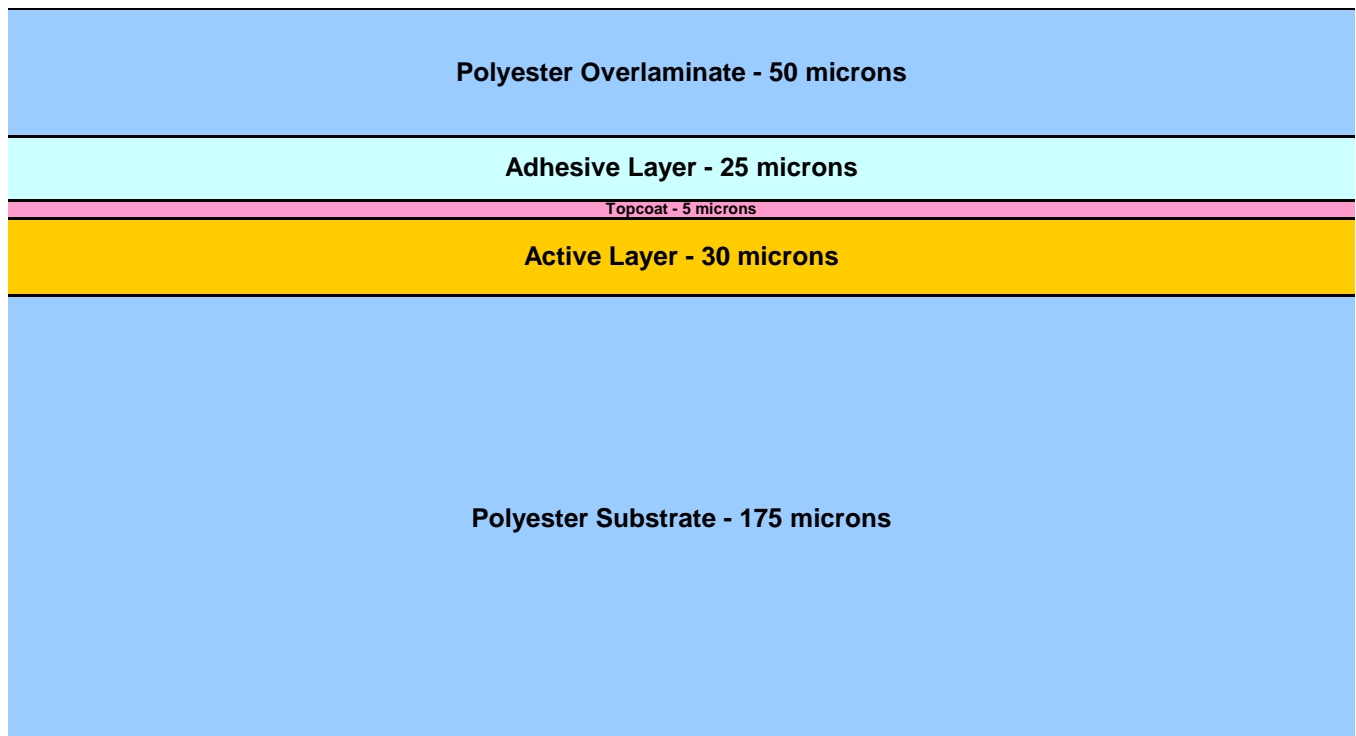 Polyester Overlaminate - 50 microns
Adhesive Layer - 25 microns
Topcoat - 5 microns
Active Layer - 30 microns
Polyester Substrate - 175 microns